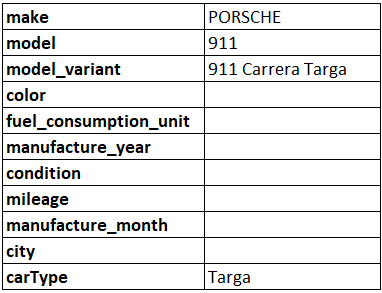 make PORSCHE
model 911
model_variant 911 Carrera Targa
color
fuel_consumption_unit
manufacture_year
condition
mileage
manufacture_month
city
carType Targa